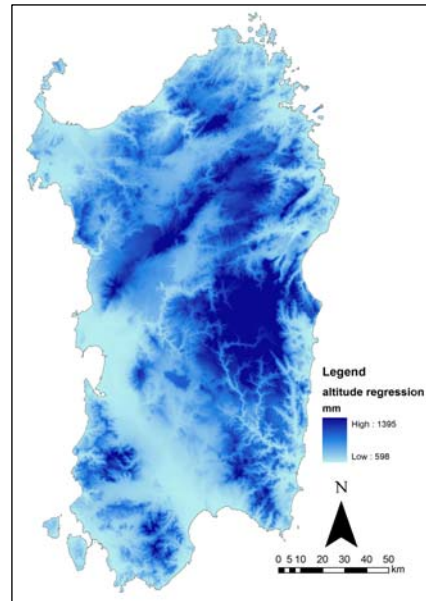 Legend
altitude regression
mm
High : 1395
Low : 598
N
0 5 10 20 30 40 50
km